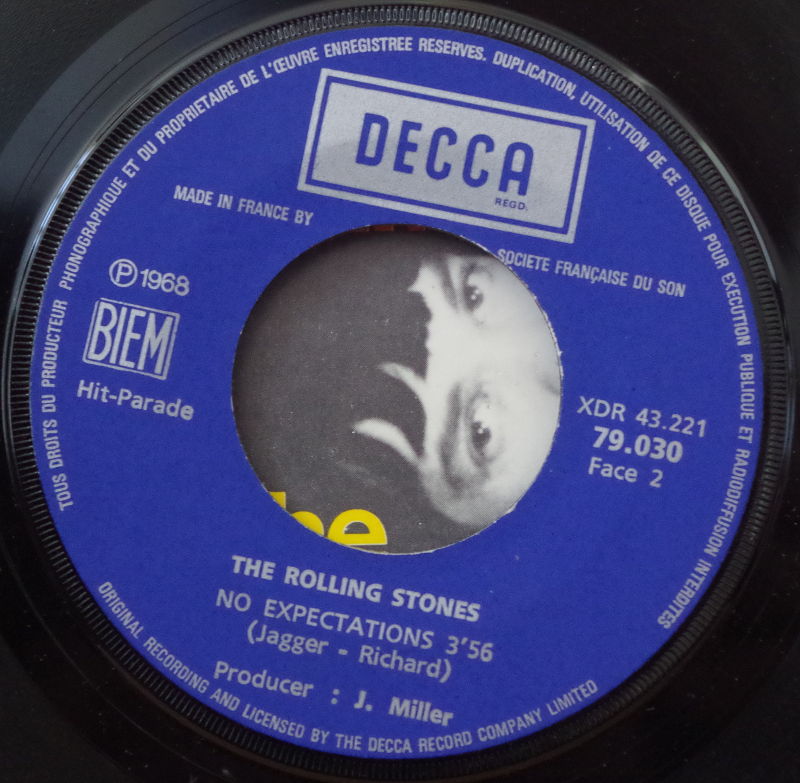 TOUS DROITS DU PRODUCTEUR PHONOGRAPHIQUE ET DU PROPRIETAIRE DE L'ŒUVRE ENREGISTREE RESERVES. DUPLICATION, UTILISATION DE CE DISQUE POUR EXECUTION PUBLIQUE ET RADIODIFFUSION INTERDITES
DECCA
REGD.
MADE IN FRANCE BY
SOCIETE FRANÇAISE DU SON
Ⓟ1968
BIEM
Hit-Parade
XDR 43.221
79.030
Face 2
THE ROLLING STONES
NO EXPECTATIONS 3'56
(Jagger - Richard)
Producer : J. Miller
ORIGINAL RECORDING AND LICENSED BY THE DECCA RECORD COMPANY LIMITED